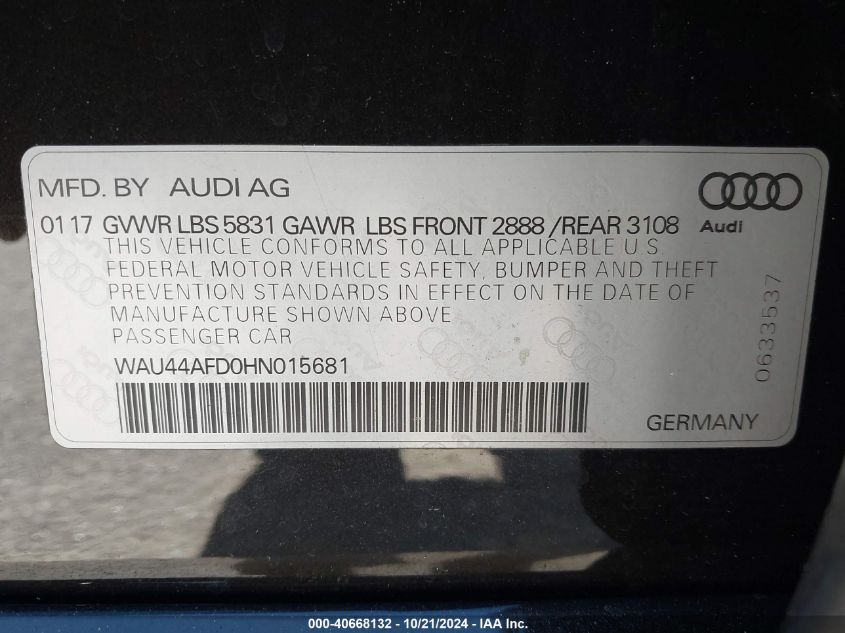 MFD. BY AUDI AG
Audi
01 17 GVWR LBS 5831 GAWR LBS FRONT 2888 /REAR 3108
THIS VEHICLE CONFORMS TO ALL APPLICABLE U.S.
FEDERAL MOTOR VEHICLE SAFETY, BUMPER AND THEFT
PREVENTION STANDARDS IN EFFECT ON THE DATE OF
MANUFACTURE SHOWN ABOVE.
PASSENGER CAR
WAU44AFD0HN015681
GERMANY
0633537
000-40668132 - 10/21/2024 - IAA Inc.